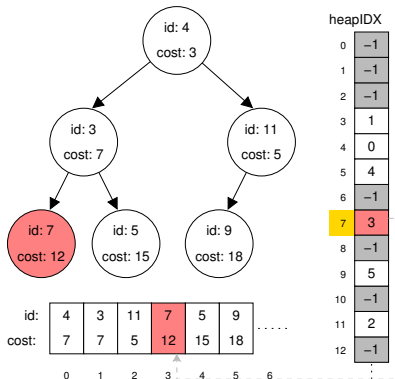 heapIDX
id: 4
cost: 3
id: 3
cost: 7
id: 11
cost: 5
id: 7
cost: 12
id: 5
cost: 15
id: 9
cost: 18
0 −1
1 −1
2 −1
3 1
4 0
5 4
6 −1
7 3
8 −1
9 5
10 −1
11 2
12 −1
id: 4 3 11 7 5 9
cost: 7 7 5 12 15 18 .....
0 1 2 3 4 5 6